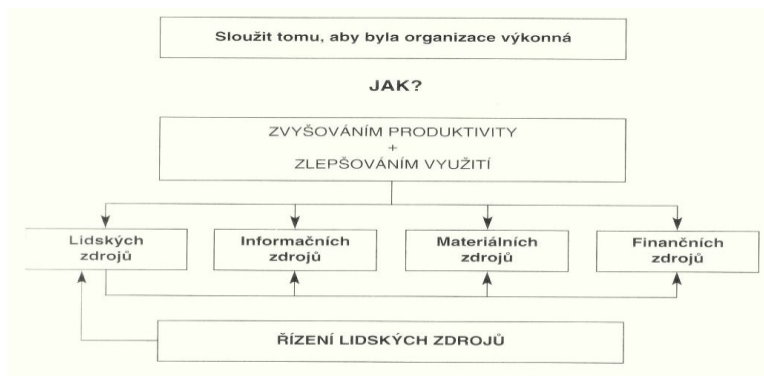 Sloužit tomu, aby byla organizace výkonná
JAK?
ZVYŠOVÁNÍM PRODUKTIVITY
+
ZLEPŠOVÁNÍM VYUŽITÍ
Lidských
zdrojů
Informačních
zdrojů
Materiálních
zdrojů
Finančních
zdrojů
ŘÍZENÍ LIDSKÝCH ZDROJŮ